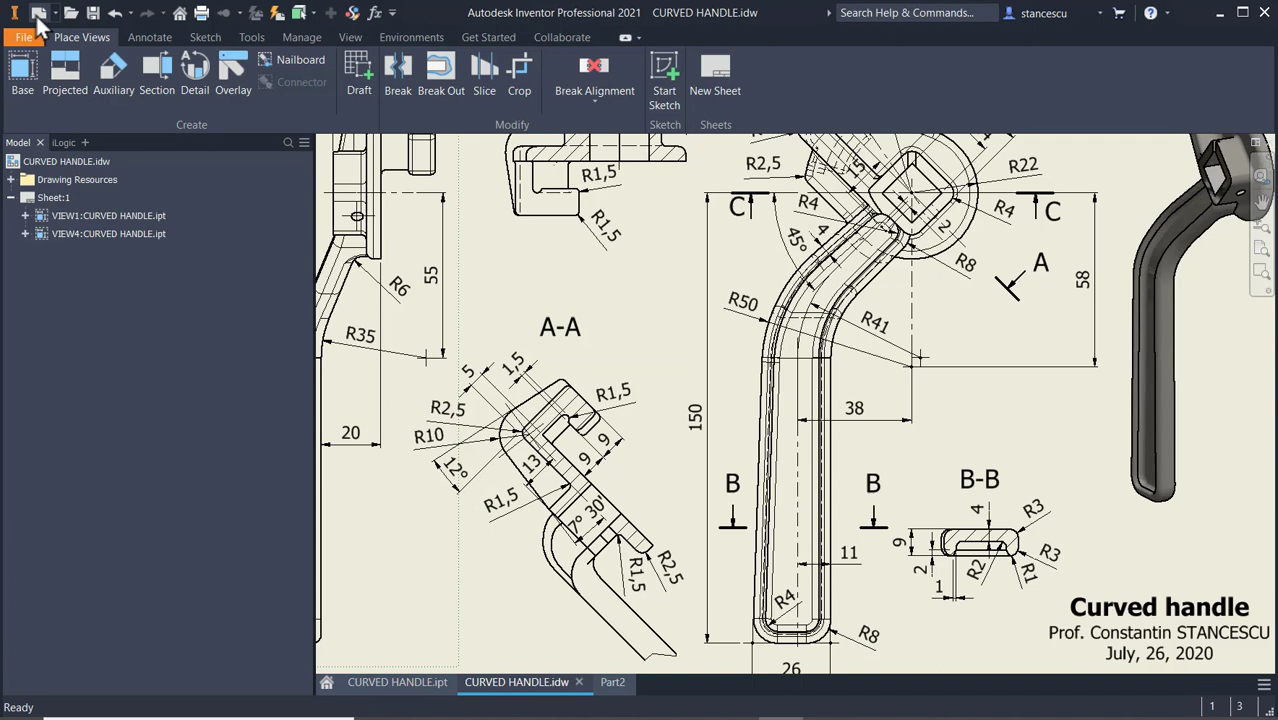 Autodesk Inventor Professional 2021 CURVED HANDLE.idw
Search Help & Commands...
stancescu
File Place Views Annotate Sketch Tools Manage View Environments Get Started Collaborate
Base Projected Auxiliary Section Detail Overlay
Nailboard
Connector
Draft Break Break Out Slice Crop Break Alignment
Start Sketch
New Sheet
Create Modify Sketch Sheets
Model iLogic
CURVED HANDLE.idw
Drawing Resources
Sheet:1
VIEW1:CURVED HANDLE.ipt
VIEW4:CURVED HANDLE.ipt
R6
55
R35
20
R1,5
R1,5
A-A
5
1,5
R2,5
R10
12°
13
R1,5
9
9
R1,5
7° 30'
R1,5
R2,5
R2,5
5
R22
C
C
R4
R4
4
2
45°
R8
A
58
R50
R41
150
38
B
B
11
R4
R8
26
B-B
4
9
2
1
R2
R3
R3
R1
Curved handle
Prof. Constantin STANCESCU
July, 26, 2020
CURVED HANDLE.ipt CURVED HANDLE.idw Part2
Ready
1 3